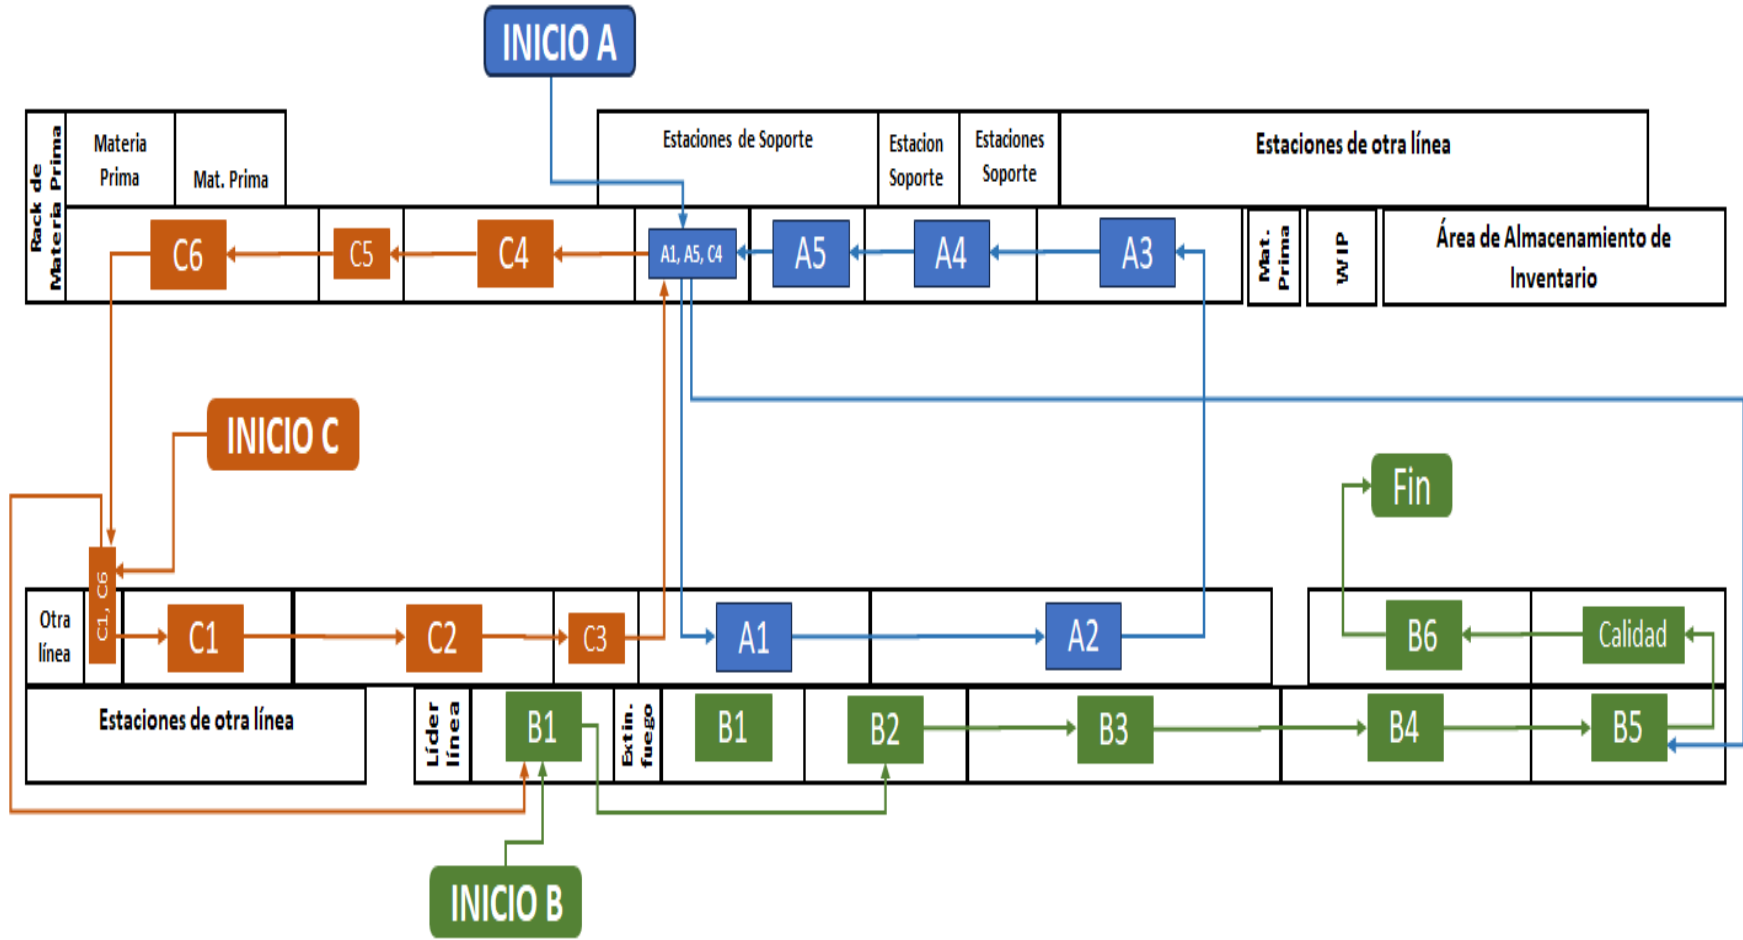 INICIO A
Rack de
Materia Prima
Materia
Prima
Mat. Prima
Estaciones de Soporte
Estacion
Soporte
Estaciones
Soporte
Estaciones de otra línea
C6
C5
C4
A1, A5, C4
A5
A4
A3
Mat.
Prima
WIP
Área de Almacenamiento de
Inventario
INICIO C
Fin
Otra
línea
C1, C6
C1
C2
C3
A1
A2
B6
Calidad
Estaciones de otra línea
Líder
línea
B1
Extin.
fuego
B1
B2
B3
B4
B5
INICIO B